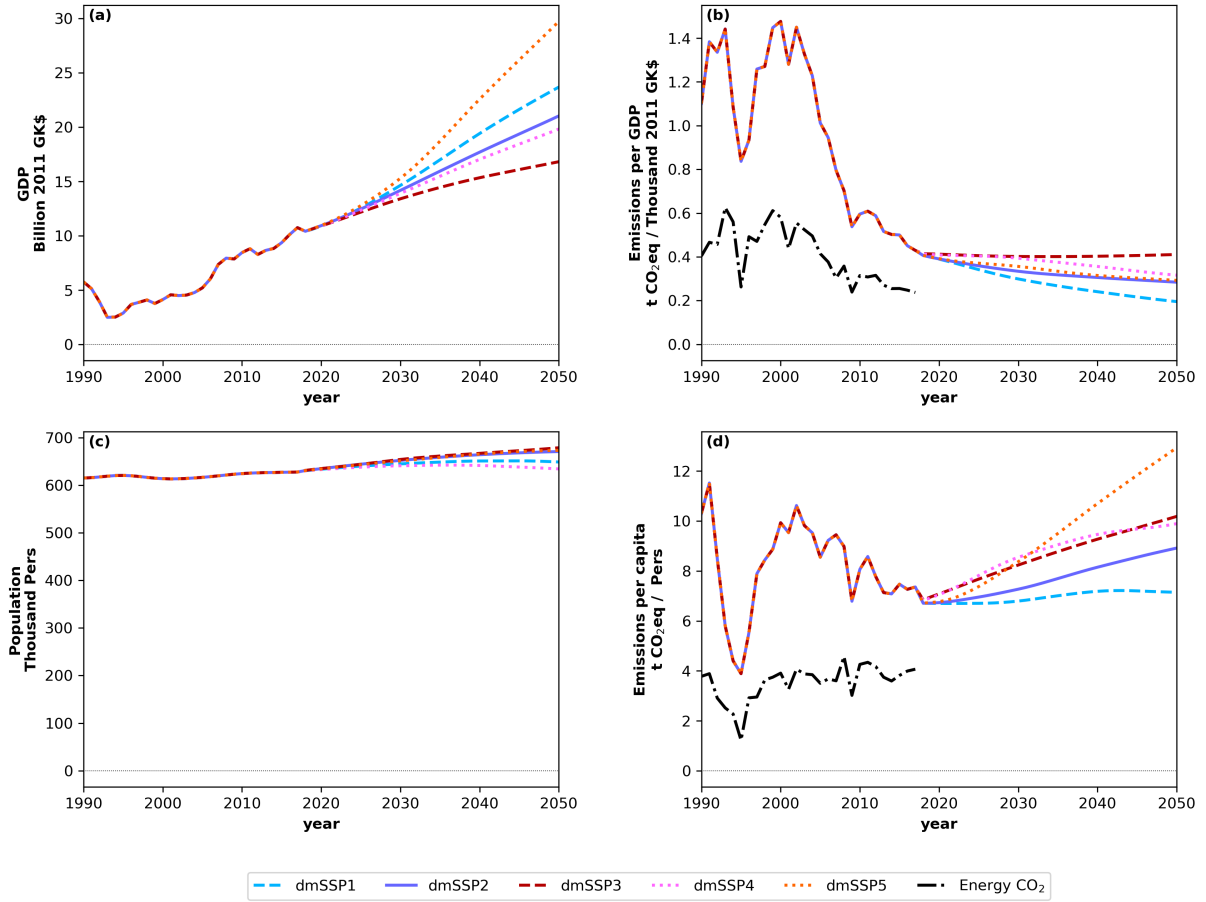 (a)
30
25
20
15
10
5
0
GDP
Billion 2011 GK$
1990 2000 2010 2020 2030 2040 2050
year
(b)
1.4
1.2
1.0
0.8
0.6
0.4
0.2
0.0
Emissions per GDP
t CO₂eq / Thousand 2011 GK$
1990 2000 2010 2020 2030 2040 2050
year
(c)
700
600
500
400
300
200
100
0
Population
Thousand Pers
1990 2000 2010 2020 2030 2040 2050
year
(d)
12
10
8
6
4
2
0
Emissions per capita
t CO₂eq / Pers
1990 2000 2010 2020 2030 2040 2050
year
dmSSP1 dmSSP2 dmSSP3 dmSSP4 dmSSP5 Energy CO₂